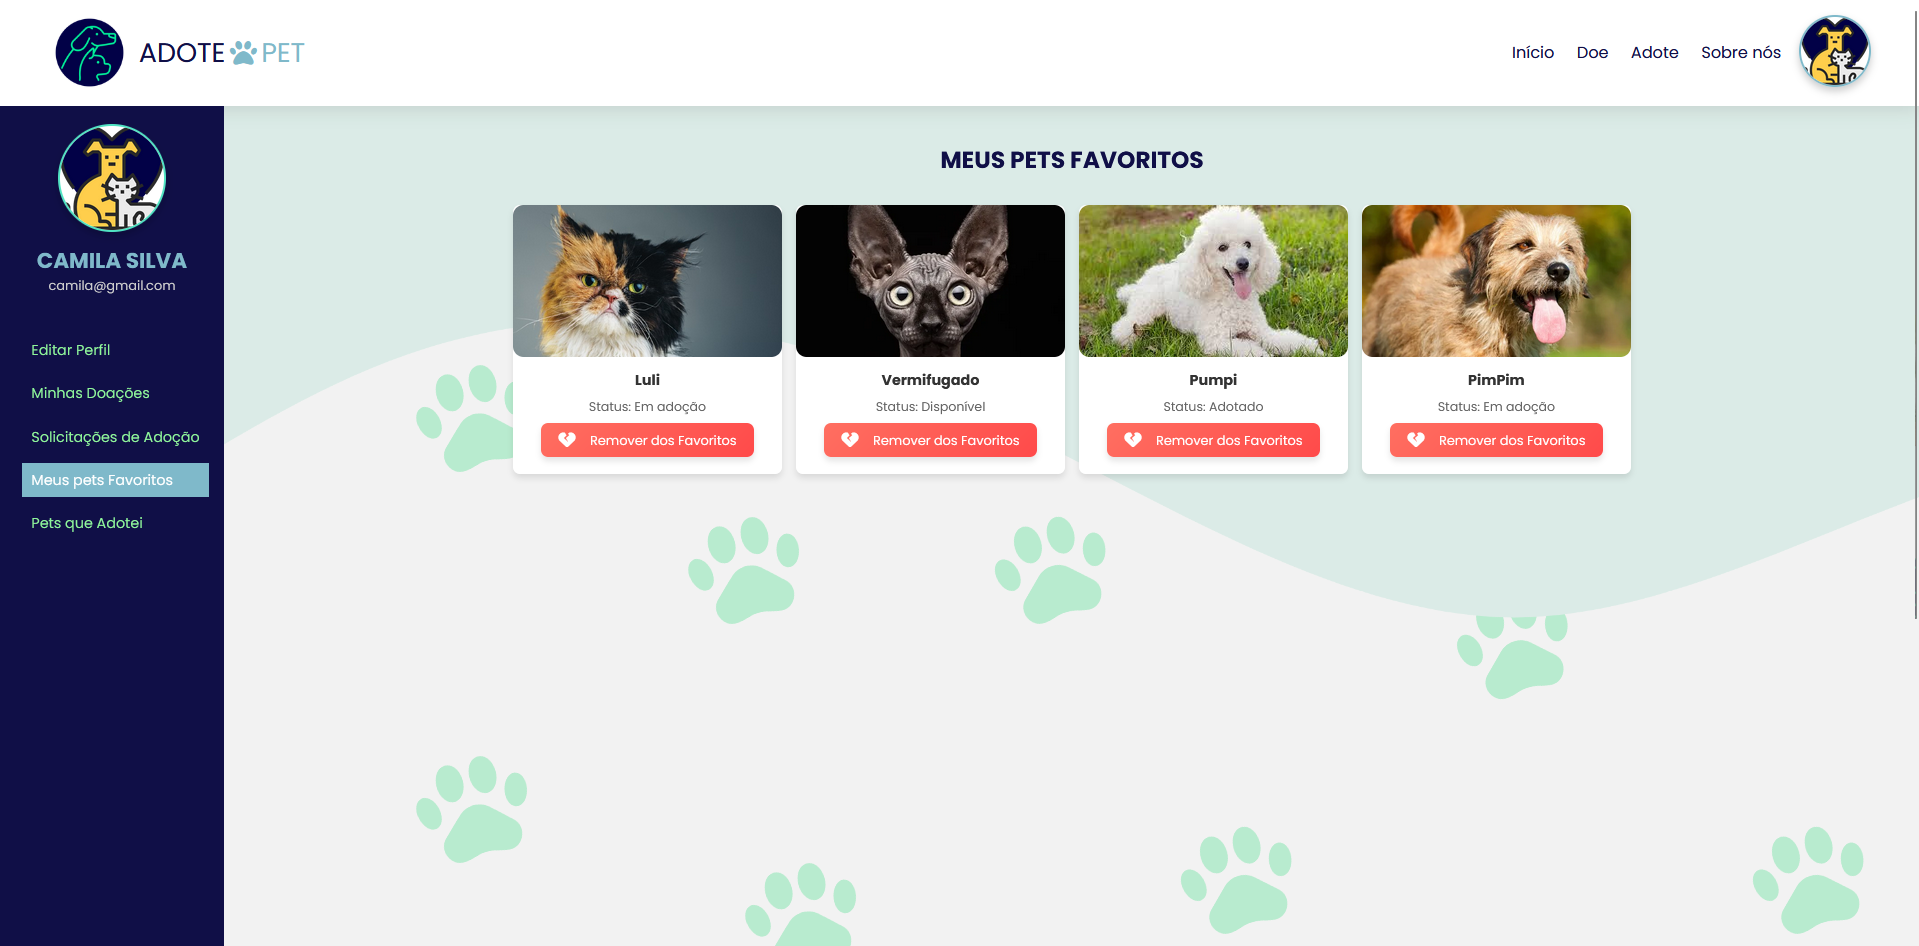 ADOTE PET
Início Doe Adote Sobre nós
CAMILA SILVA
camila@gmail.com
Editar Perfil
Minhas Doações
Solicitações de Adoção
Meus pets Favoritos
Pets que Adotei
MEUS PETS FAVORITOS
Luli
Status: Em adoção
Remover dos Favoritos
Vermifugado
Status: Disponível
Remover dos Favoritos
Pumpi
Status: Adotado
Remover dos Favoritos
PimPim
Status: Em adoção
Remover dos Favoritos